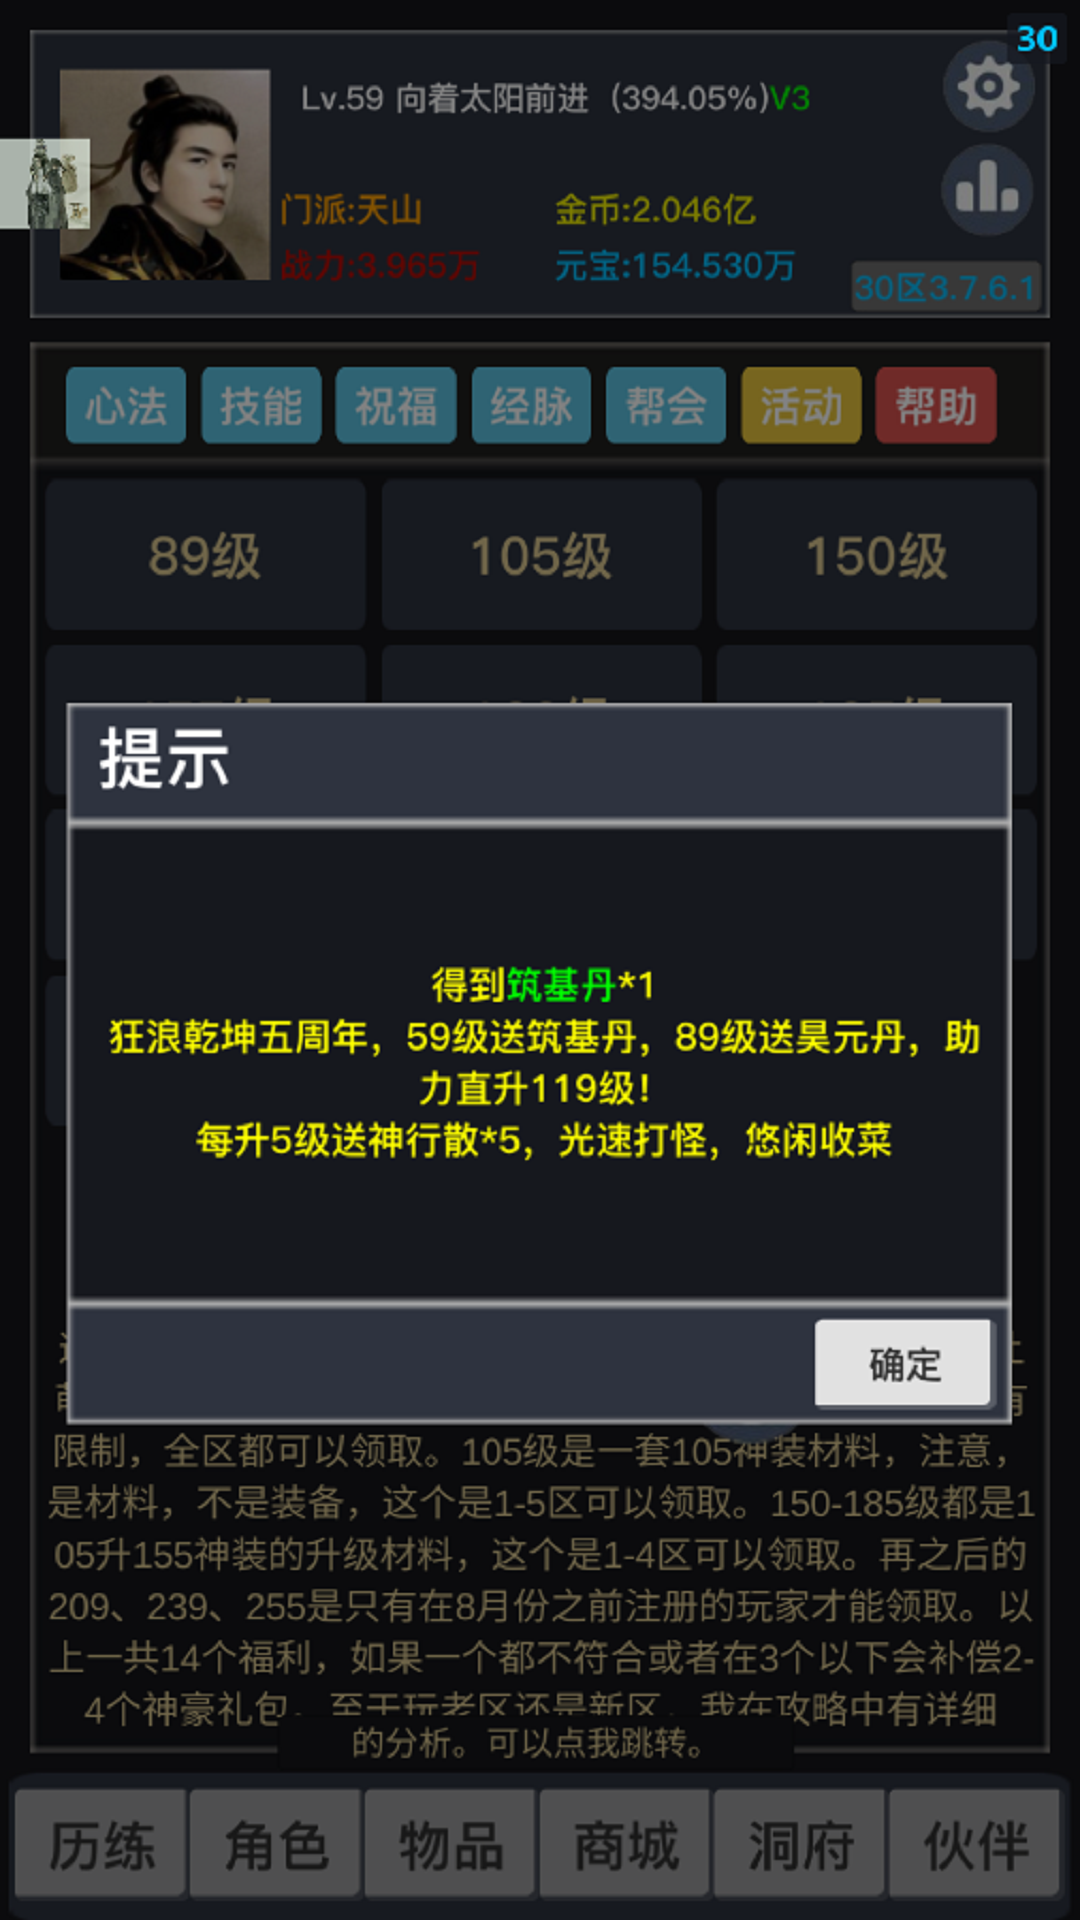 30
Lv.59 向着太阳前进（394.05%)V3
门派:天山 金币:2.046亿
战力:3.965万 元宝:154.530万
30区3.7.6.1
心法 技能 祝福 经脉 帮会 活动 帮助
89级 105级 150级
提示
得到筑基丹*1
狂浪乾坤五周年，59级送筑基丹，89级送昊元丹，助
力直升119级！
每升5级送神行散*5，光速打怪，悠闲收菜
确定
限制，全区都可以领取。105级是一套105神装材料，注意，
是材料，不是装备，这个是1-5区可以领取。150-185级都是1
05升155神装的升级材料，这个是1-4区可以领取。再之后的
209、239、255是只有在8月份之前注册的玩家才能领取。以
上一共14个福利，如果一个都不符合或者在3个以下会补偿2-
4个神豪礼包。至于玩老区还是新区，我在攻略中有详细
的分析。可以点我跳转。
历练 角色 物品 商城 洞府 伙伴